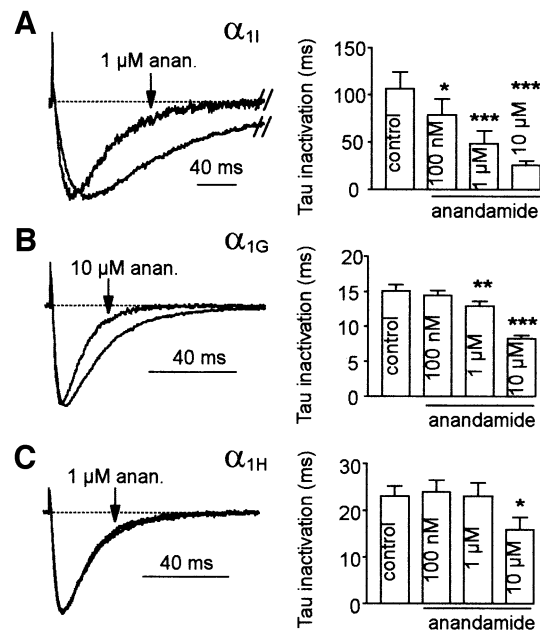 A
α1I
1 µM anan.
40 ms
Tau inactivation (ms)
150
100
50
0
control
100 nM
1 µM
10 µM
*
***
***
anandamide
B
α1G
10 µM anan.
40 ms
Tau inactivation (ms)
20
15
10
5
0
control
100 nM
1 µM
10 µM
**
***
anandamide
C
α1H
1 µM anan.
40 ms
Tau inactivation (ms)
30
20
10
0
control
100 nM
1 µM
10 µM
*
anandamide